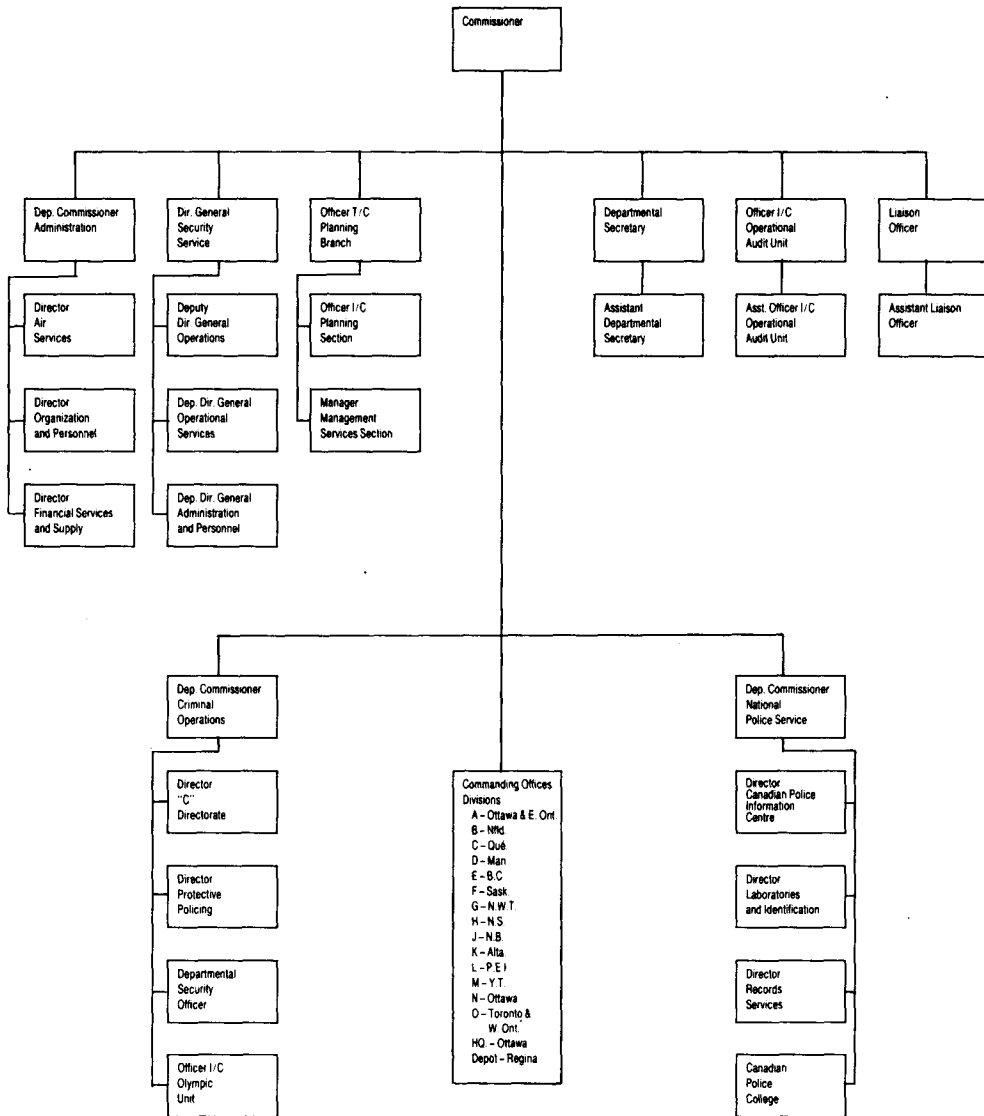 Commissioner
Dep. Commissioner
Administration
Dir. General
Security
Service
Officer T/C
Planning
Branch
Departmental
Secretary
Officer I/C
Operational
Audit Unit
Liaison
Officer
Director
Air
Services
Deputy
Dir. General
Operations
Officer I/C
Planning
Section
Assistant
Departmental
Secretary
Asst. Officer I/C
Operational
Audit Unit
Assistant Liaison
Officer
Director
Organization
and Personnel
Dep. Dir. General
Operational
Services
Manager
Management
Services Section
Director
Financial Services
and Supply
Dep. Dir. General
Administration
and Personnel
Dep. Commissioner
Criminal
Operations
Dep. Commissioner
National
Police Service
Director
"C"
Directorate
Director
Protective
Policing
Departmental
Security
Officer
Officer I/C
Olympic
Unit
Commanding Offices
Divisions
A – Ottawa & E. Ont.
B – Nfld.
C – Qué.
D – Man
E – B.C
F – Sask.
G – N.W.T.
H – N.S.
J – N.B.
K – Alta.
L – P.E.I
M – Y.T.
N – Ottawa
O – Toronto &
W. Ont.
HQ. – Ottawa
Depot – Regina
Director
Canadian Police
Information
Centre
Director
Laboratories
and Identification
Director
Records
Services
Canadian
Police
College